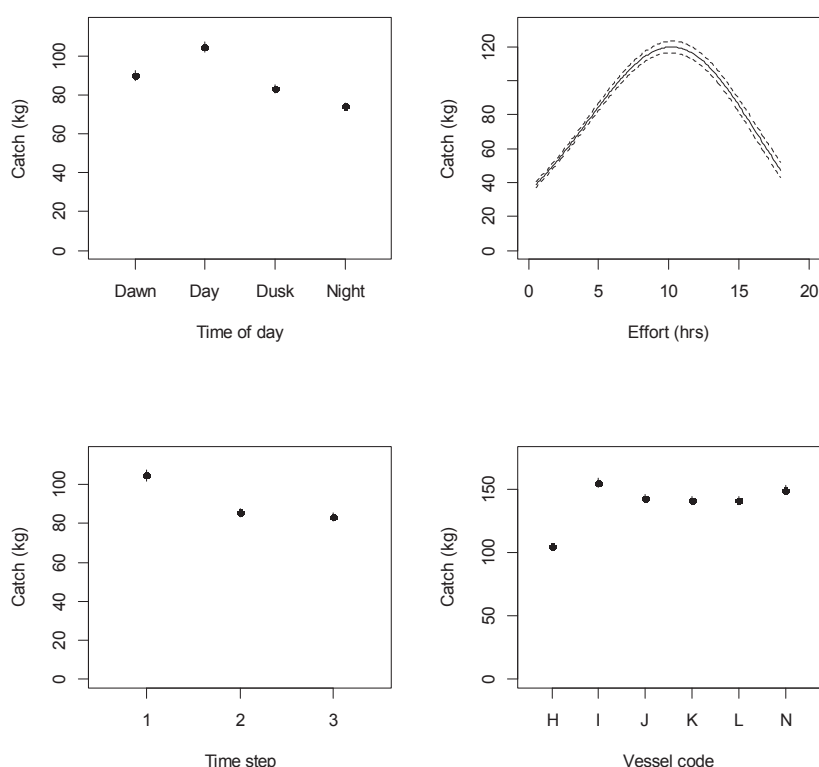 Catch (kg)
100
80
60
40
20
0
Dawn Day Dusk Night
Time of day
Catch (kg)
120
80
60
40
20
0
0 5 10 15 20
Effort (hrs)
Catch (kg)
100
80
60
40
20
0
1 2 3
Time step
Catch (kg)
150
100
50
0
H I J K L N
Vessel code